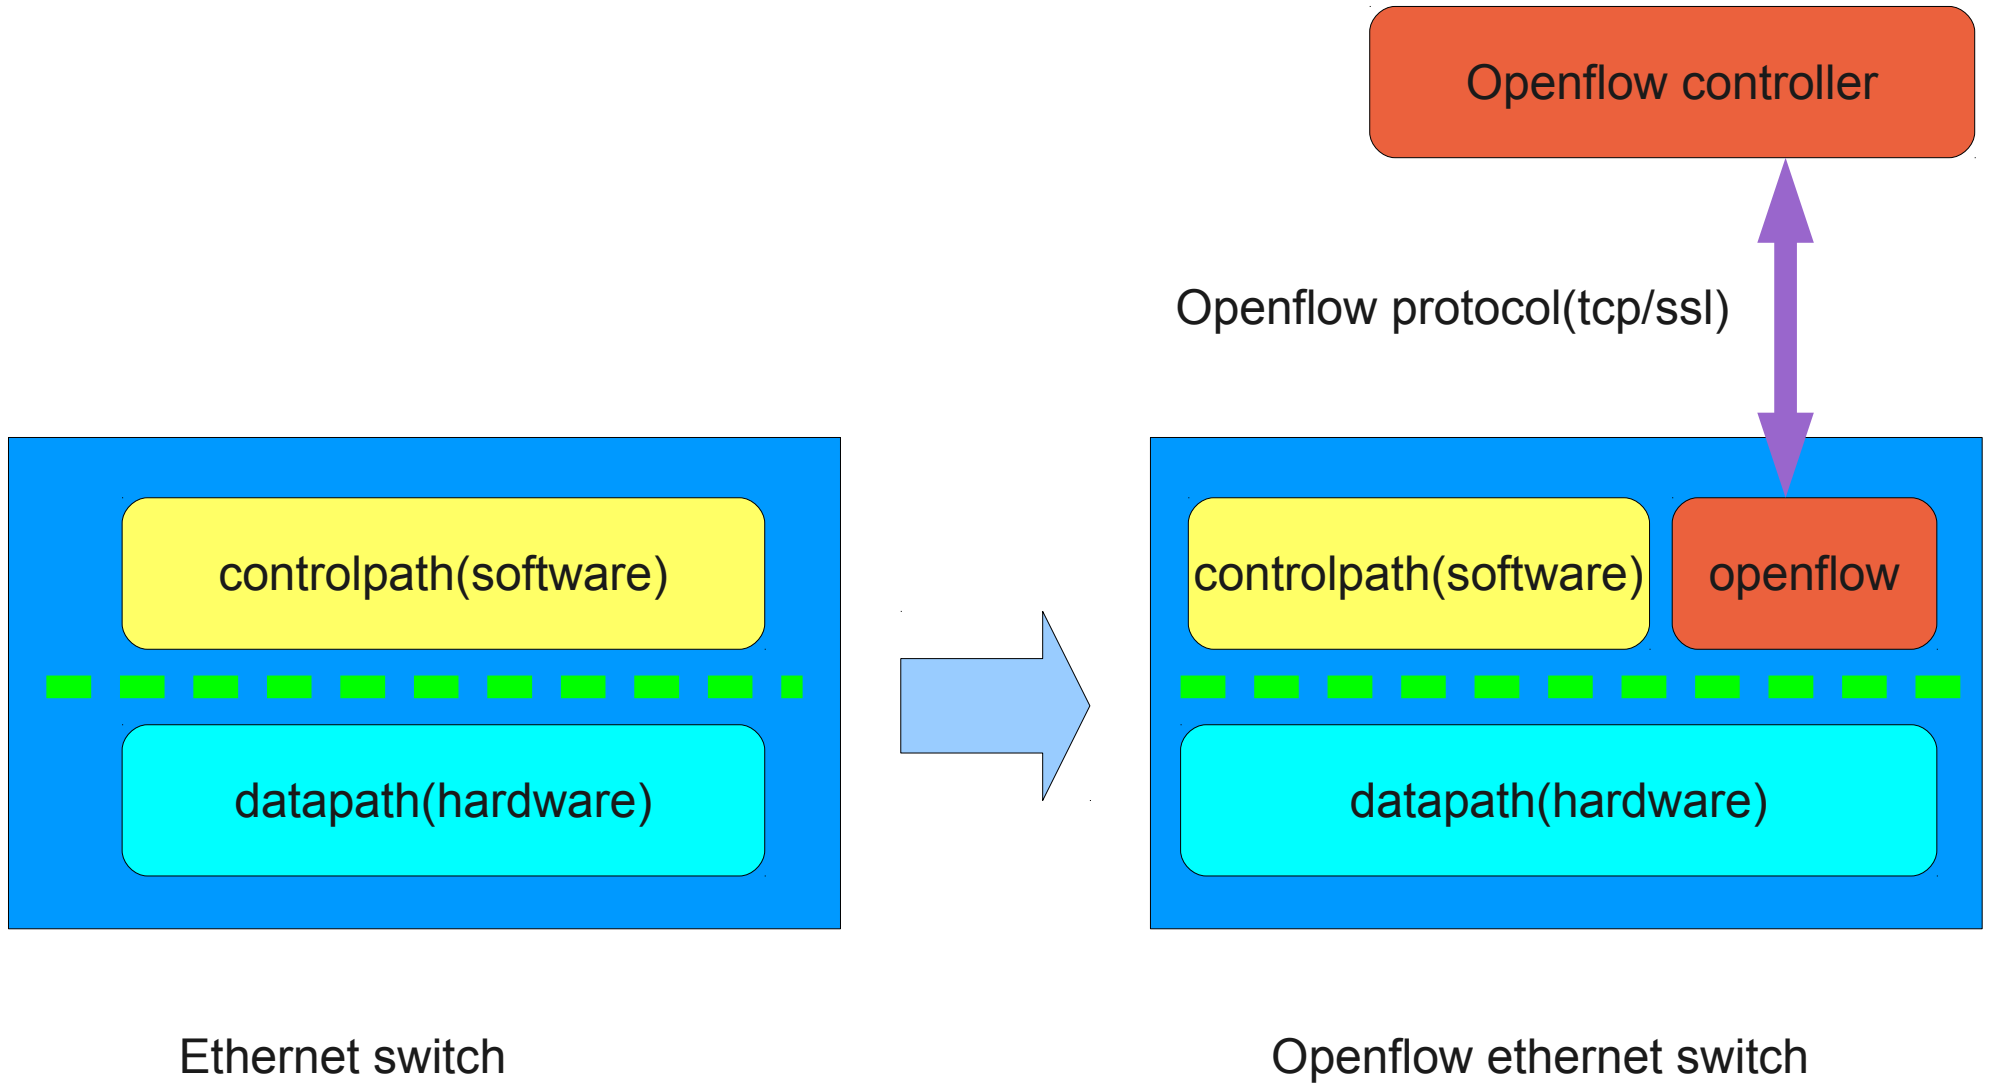 Openflow controller
Openflow protocol(tcp/ssl)
controlpath(software)
datapath(hardware)
Ethernet switch
controlpath(software)
openflow
datapath(hardware)
Openflow ethernet switch